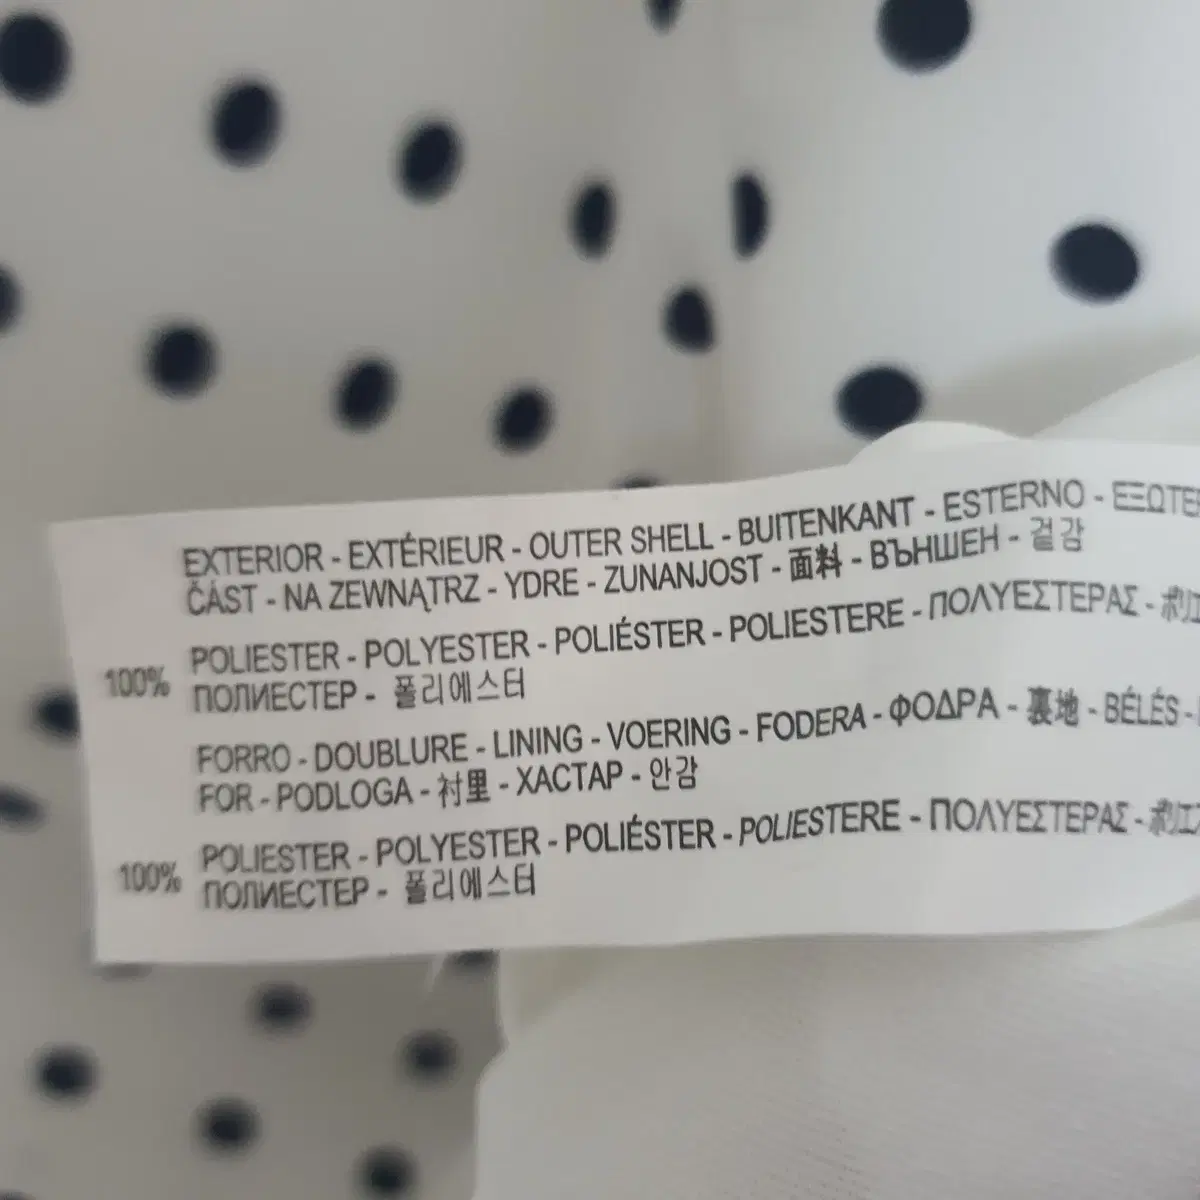 EXTERIOR - EXTÉRIEUR - OUTER SHELL - BUITENKANT - ESTERNO -
ČÁST - NA ZEWNĄTRZ - YDRE - ZUNANJOST - 面料 - ВЪНШЕН - 겉감
100% POLIESTER - POLYESTER - POLIÉSTER - POLIESTERE - ΠΟΛΥΕΣΤΕΡΑΣ -
ПОЛИЕСТЕР - 폴리에스터
FORRO - DOUBLURE - LINING - VOERING - FODERA - ΦΟΔΡΑ - 裏地 - BÉLÉS -
FOR - PODLOGA - 衬里 - ХАСТАР - 안감
100% POLIESTER - POLYESTER - POLIÉSTER - POLIESTERE - ΠΟΛΥΕΣΤΕΡΑΣ -
ПОЛИЕСТЕР - 폴리에스터